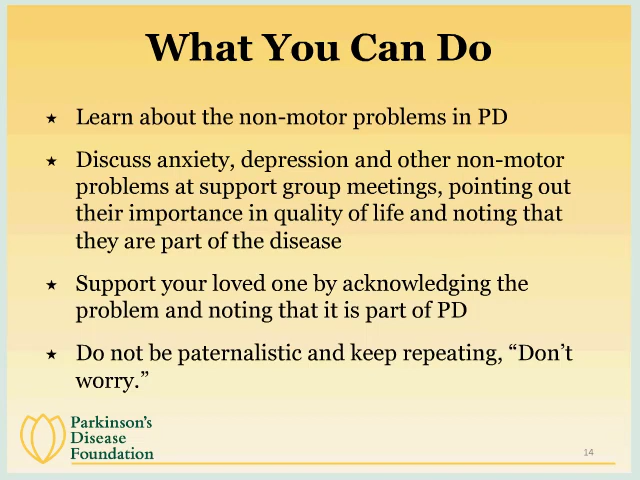 What You Can Do
★ Learn about the non-motor problems in PD
★ Discuss anxiety, depression and other non-motor
problems at support group meetings, pointing out
their importance in quality of life and noting that
they are part of the disease
★ Support your loved one by acknowledging the
problem and noting that it is part of PD
★ Do not be paternalistic and keep repeating, “Don’t
worry.”
Parkinson’s
Disease
Foundation
14